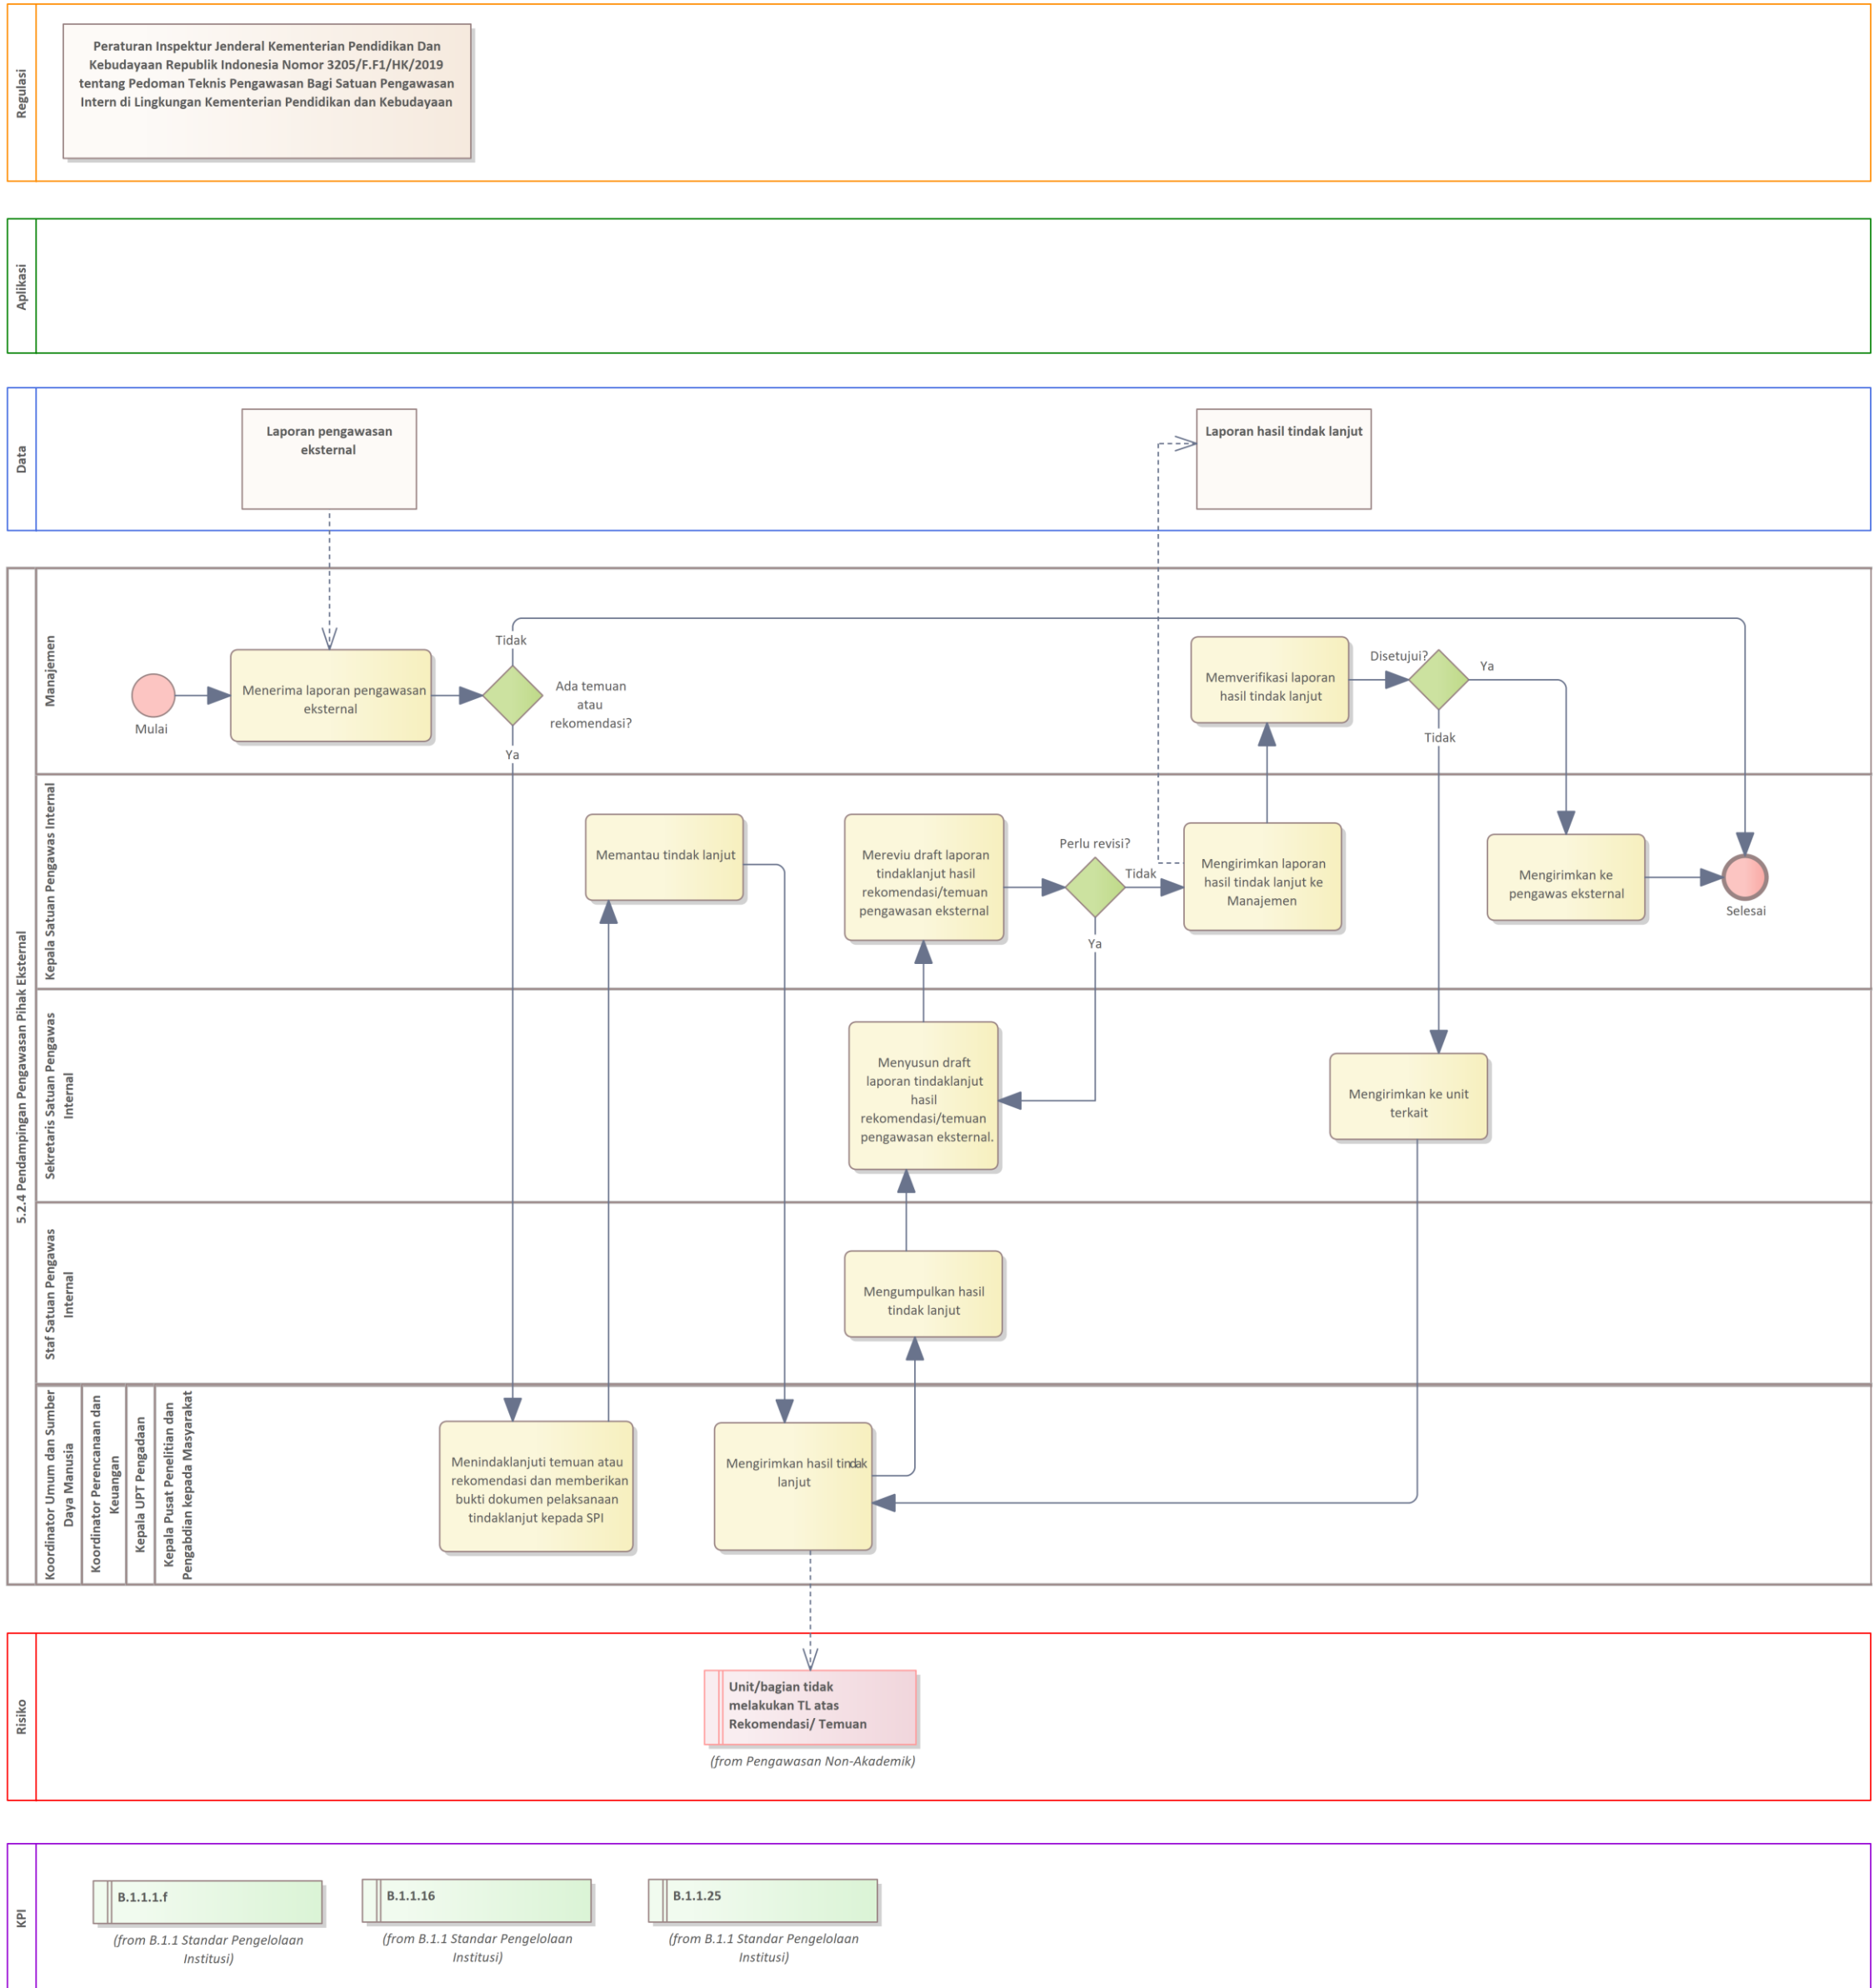 Regulasi
Peraturan Inspektur Jenderal Kementerian Pendidikan Dan
Kebudayaan Republik Indonesia Nomor 3205/F.F1/HK/2019
tentang Pedoman Teknis Pengawasan Bagi Satuan Pengawasan
Intern di Lingkungan Kementerian Pendidikan dan Kebudayaan
Aplikasi
Data
Laporan pengawasan
eksternal
Laporan hasil tindak lanjut
5.2.4 Pendampingan Pengawasan Pihak Eksternal
Manajemen
Mulai
Menerima laporan pengawasan
eksternal
Tidak
Ada temuan
atau
rekomendasi?
Ya
Memverifikasi laporan
hasil tindak lanjut
Disetujui?
Ya
Tidak
Kepala Satuan Pengawas Internal
Memantau tindak lanjut
Mereviu draft laporan
tindaklanjut hasil
rekomendasi/temuan
pengawasan eksternal
Perlu revisi?
Tidak
Ya
Mengirimkan laporan
hasil tindak lanjut ke
Manajemen
Mengirimkan ke
pengawas eksternal
Selesai
Sekretaris Satuan Pengawas
Internal
Menyusun draft
laporan tindaklanjut
hasil
rekomendasi/temuan
pengawasan eksternal.
Mengirimkan ke unit
terkait
Staf Satuan Pengawas
Internal
Mengumpulkan hasil
tindak lanjut
Koordinator Umum dan Sumber
Daya Manusia
Koordinator Perencanaan dan
Keuangan
Kepala UPT Pengadaan
Kepala Pusat Penelitian dan
Pengabdian kepada Masyarakat
Menindaklanjuti temuan atau
rekomendasi dan memberikan
bukti dokumen pelaksanaan
tindaklanjut kepada SPI
Mengirimkan hasil tindak
lanjut
Risiko
Unit/bagian tidak
melakukan TL atas
Rekomendasi/ Temuan
(from Pengawasan Non-Akademik)
KPI
B.1.1.1.f
(from B.1.1 Standar Pengelolaan
Institusi)
B.1.1.16
(from B.1.1 Standar Pengelolaan
Institusi)
B.1.1.25
(from B.1.1 Standar Pengelolaan
Institusi)